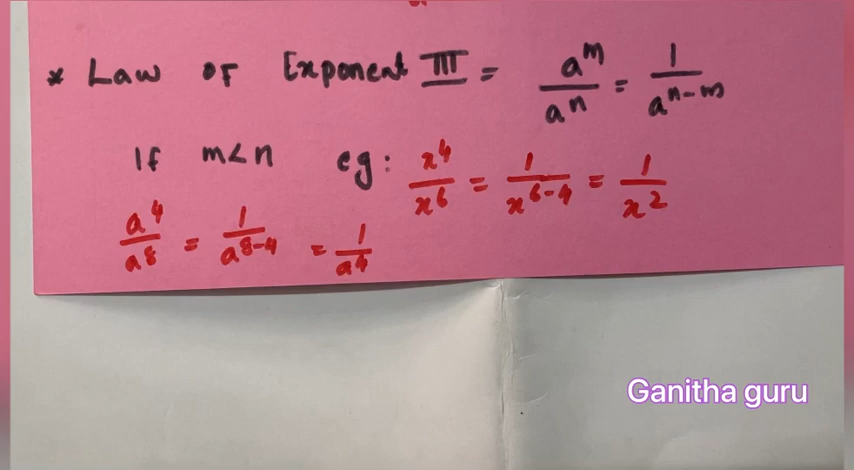 * Law of Exponent III = a^m/a^n = 1/a^(n-m)
If m<n eg: x^4/x^6 = 1/x^(6-4) = 1/x^2
a^4/a^8 = 1/a^(8-4) = 1/a^4
Ganitha guru